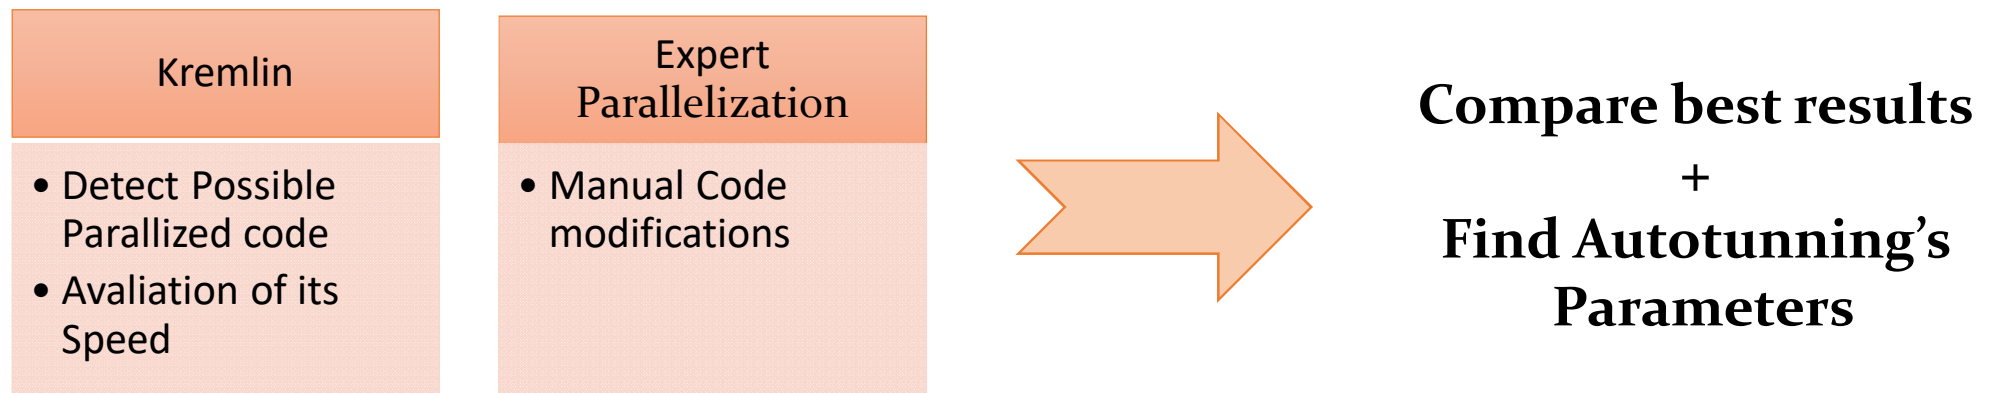 Kremlin
• Detect Possible
Parallized code
• Avaliation of its
Speed
Expert
Parallelization
• Manual Code
modifications
Compare best results
+
Find Autotunning’s
Parameters